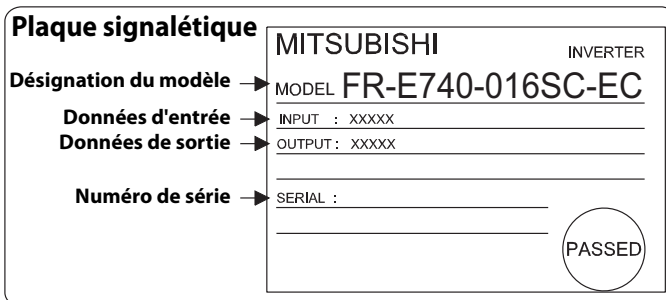 Plaque signalétique
MITSUBISHI INVERTER
Désignation du modèle MODEL FR-E740-016SC-EC
Données d'entrée INPUT : XXXXX
Données de sortie OUTPUT : XXXXX
Numéro de série SERIAL :
PASSED